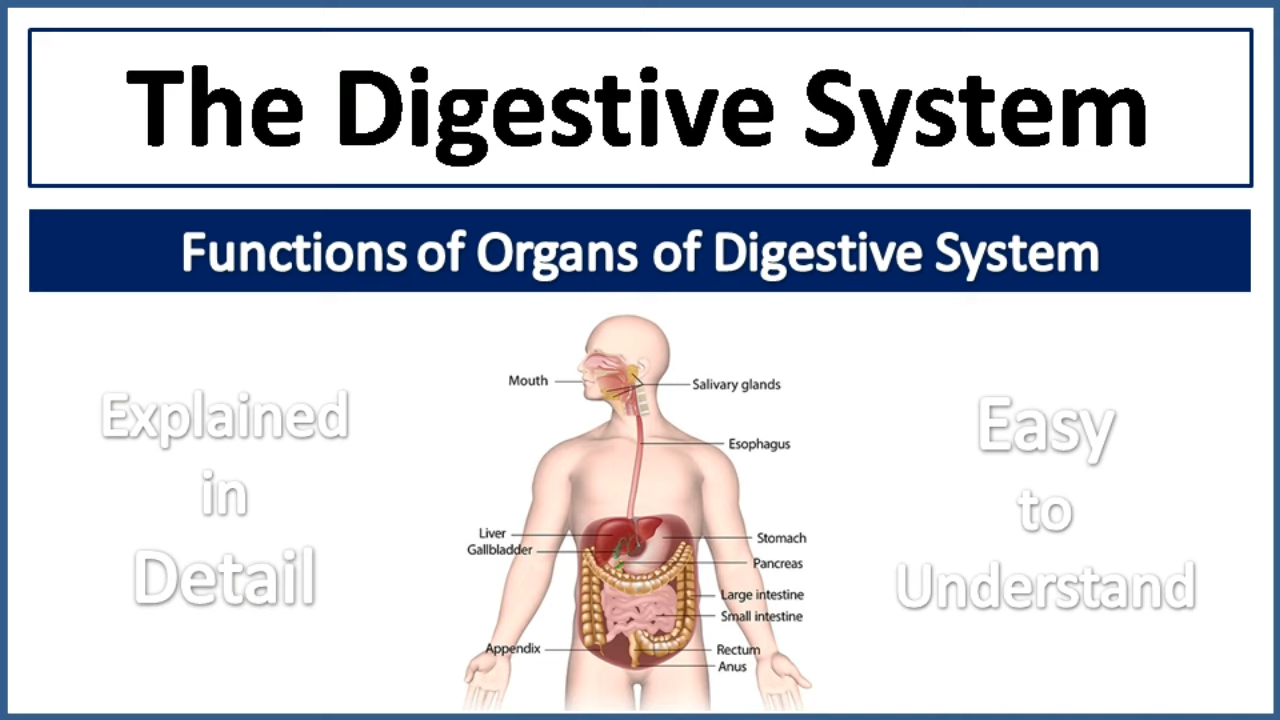 The Digestive System
Functions of Organs of Digestive System
Explained
in
Detail
Mouth
Salivary glands
Esophagus
Liver
Gallbladder
Stomach
Pancreas
Large intestine
Small intestine
Appendix
Rectum
Anus
Easy
to
Understand